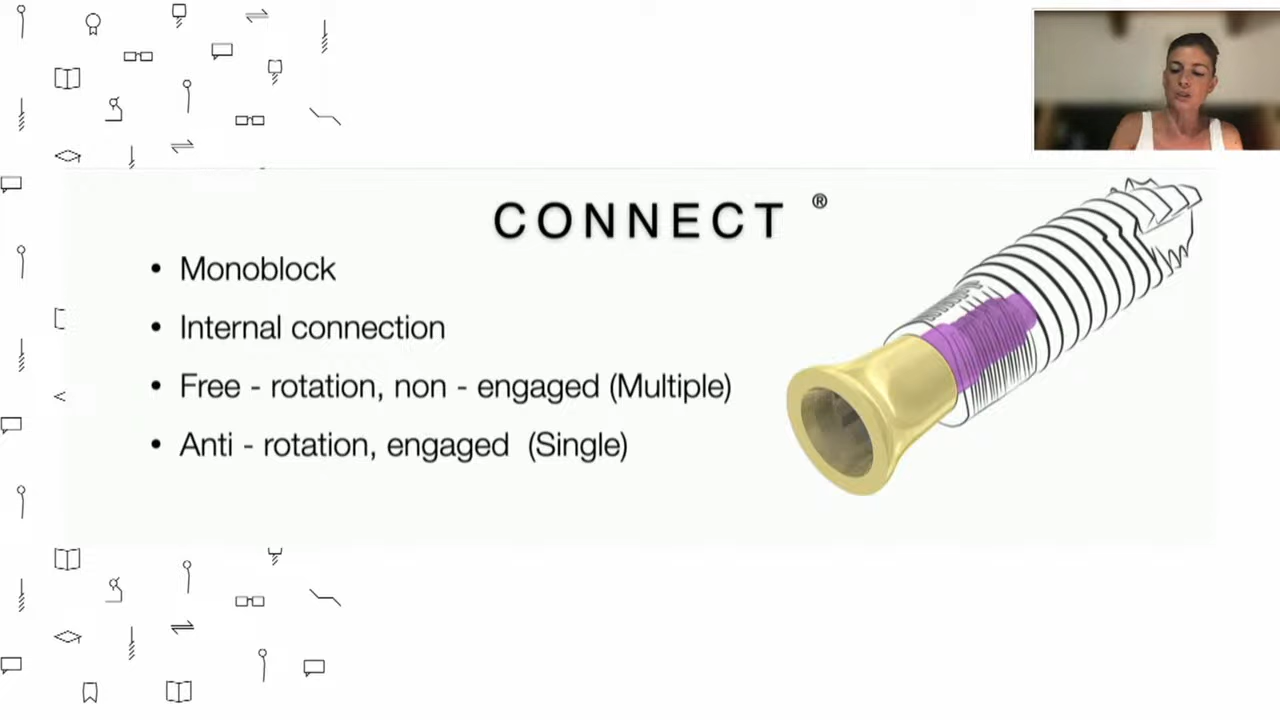 CONNECT ®
• Monoblock
• Internal connection
• Free - rotation, non - engaged (Multiple)
• Anti - rotation, engaged (Single)